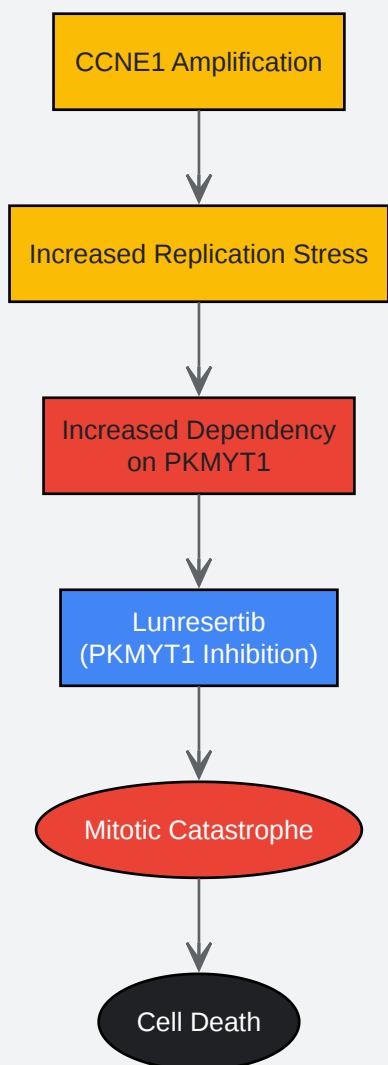 CCNE1 Amplification
Increased Replication Stress
Increased Dependency
on PKMYT1
Lunresertib
(PKMYT1 Inhibition)
Mitotic Catastrophe
Cell Death